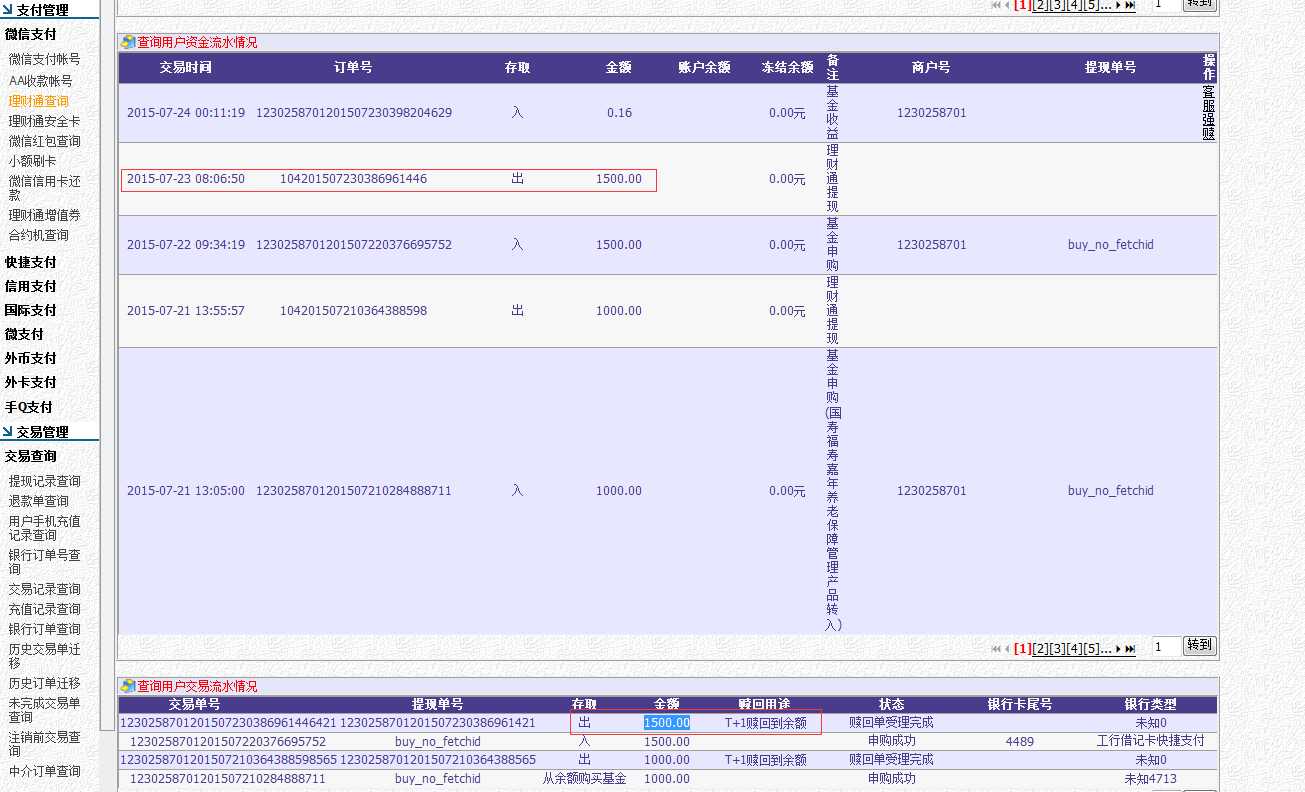 支付管理
微信支付
微信支付帐号
AA收款帐号
理财通查询
理财通安全卡
微信红包查询
小额刷卡
微信信用卡还
款
理财通增值券
合约机查询
快捷支付
信用支付
国际支付
微支付
外币支付
外卡支付
手Q支付
交易管理
交易查询
提现记录查询
退款单查询
用户手机充值
记录查询
银行订单号查
询
交易记录查询
充值记录查询
银行订单查询
历史交易单迁
移
历史订单迁移
未完成交易单
查询
注销前交易查
询
中介订单查询
[1][2][3][4][5]... 1 转到
查询用户资金流水情况
交易时间 订单号 存取 金额 账户余额 冻结余额 备注 商户号 提现单号 操作
2015-07-24 00:11:19 1230258701201507230398204629 入 0.16 0.00元 基金收益 1230258701 客服强赎
2015-07-23 08:06:50 104201507230386961446 出 1500.00 0.00元 理财通提现
2015-07-22 09:34:19 1230258701201507220376695752 入 1500.00 0.00元 基金申购 1230258701 buy_no_fetchid
2015-07-21 13:55:57 104201507210364388598 出 1000.00 0.00元 理财通提现
2015-07-21 13:05:00 1230258701201507210284888711 入 1000.00 0.00元 基金申购(国寿福寿嘉年养老保障管理产品转入) 1230258701 buy_no_fetchid
[1][2][3][4][5]... 1 转到
查询用户交易流水情况
交易单号 提现单号 存取 金额 赎回用途 状态 银行卡尾号 银行类型
1230258701201507230386961446421 1230258701201507230386961421 出 1500.00 T+1赎回到余额 赎回单受理完成 未知0
1230258701201507220376695752 buy_no_fetchid 入 1500.00 申购成功 4489 工行借记卡快捷支付
1230258701201507210364388598565 1230258701201507210364388565 出 1000.00 T+1赎回到余额 赎回单受理完成 未知0
1230258701201507210284888711 buy_no_fetchid 从余额购买基金 1000.00 申购成功 未知4713